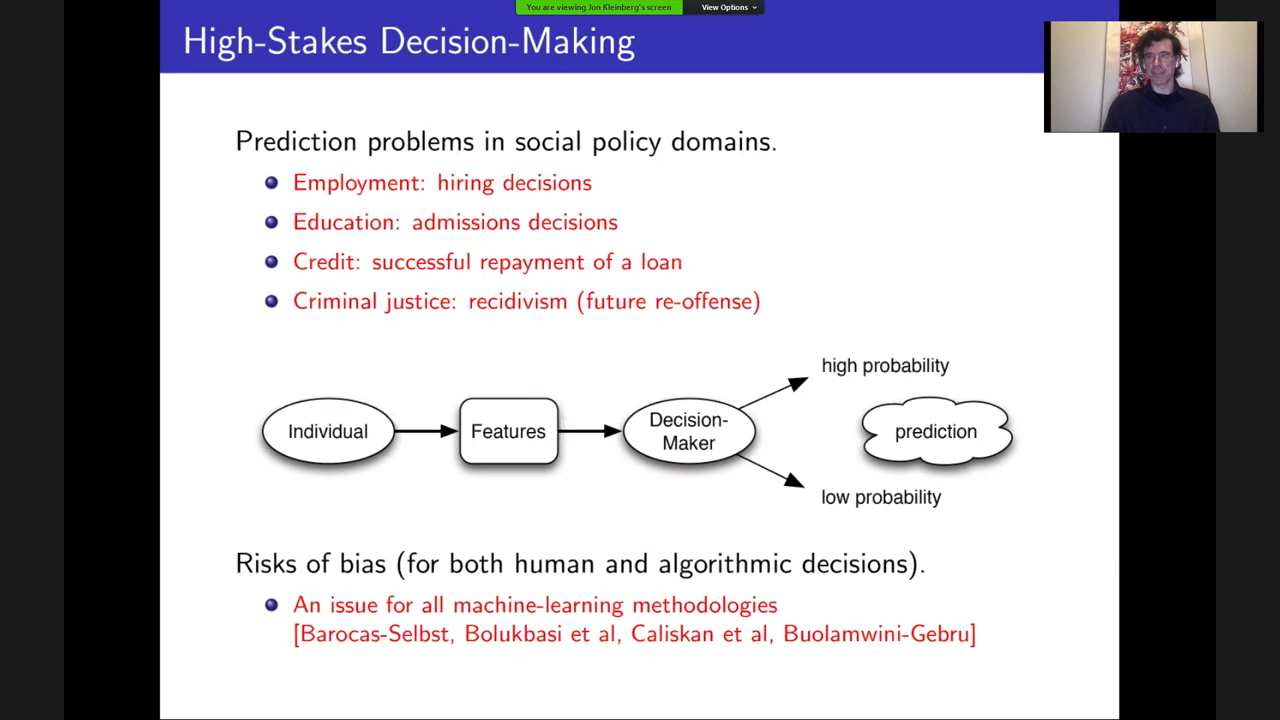 You are viewing Jon Kleinberg's screen
View Options
High-Stakes Decision-Making
Prediction problems in social policy domains.
Employment: hiring decisions
Education: admissions decisions
Credit: successful repayment of a loan
Criminal justice: recidivism (future re-offense)
high probability
Individual
Features
Decision-
Maker
prediction
low probability
Risks of bias (for both human and algorithmic decisions).
An issue for all machine-learning methodologies
[Barocas-Selbst, Bolukbasi et al, Caliskan et al, Buolamwini-Gebru]